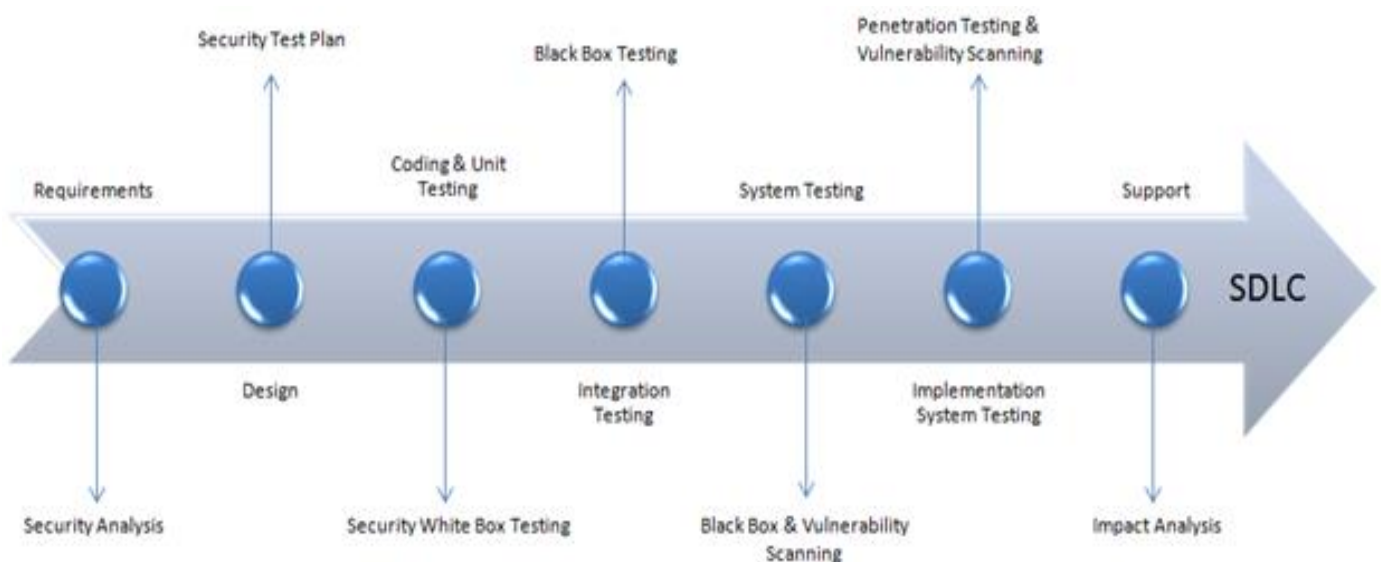 Security Test Plan
Black Box Testing
Penetration Testing &
Vulnerability Scanning
Requirements
Coding & Unit
Testing
System Testing
Support
SDLC
Design
Integration
Testing
Implementation
System Testing
Security Analysis
Security White Box Testing
Black Box & Vulnerability
Scanning
Impact Analysis